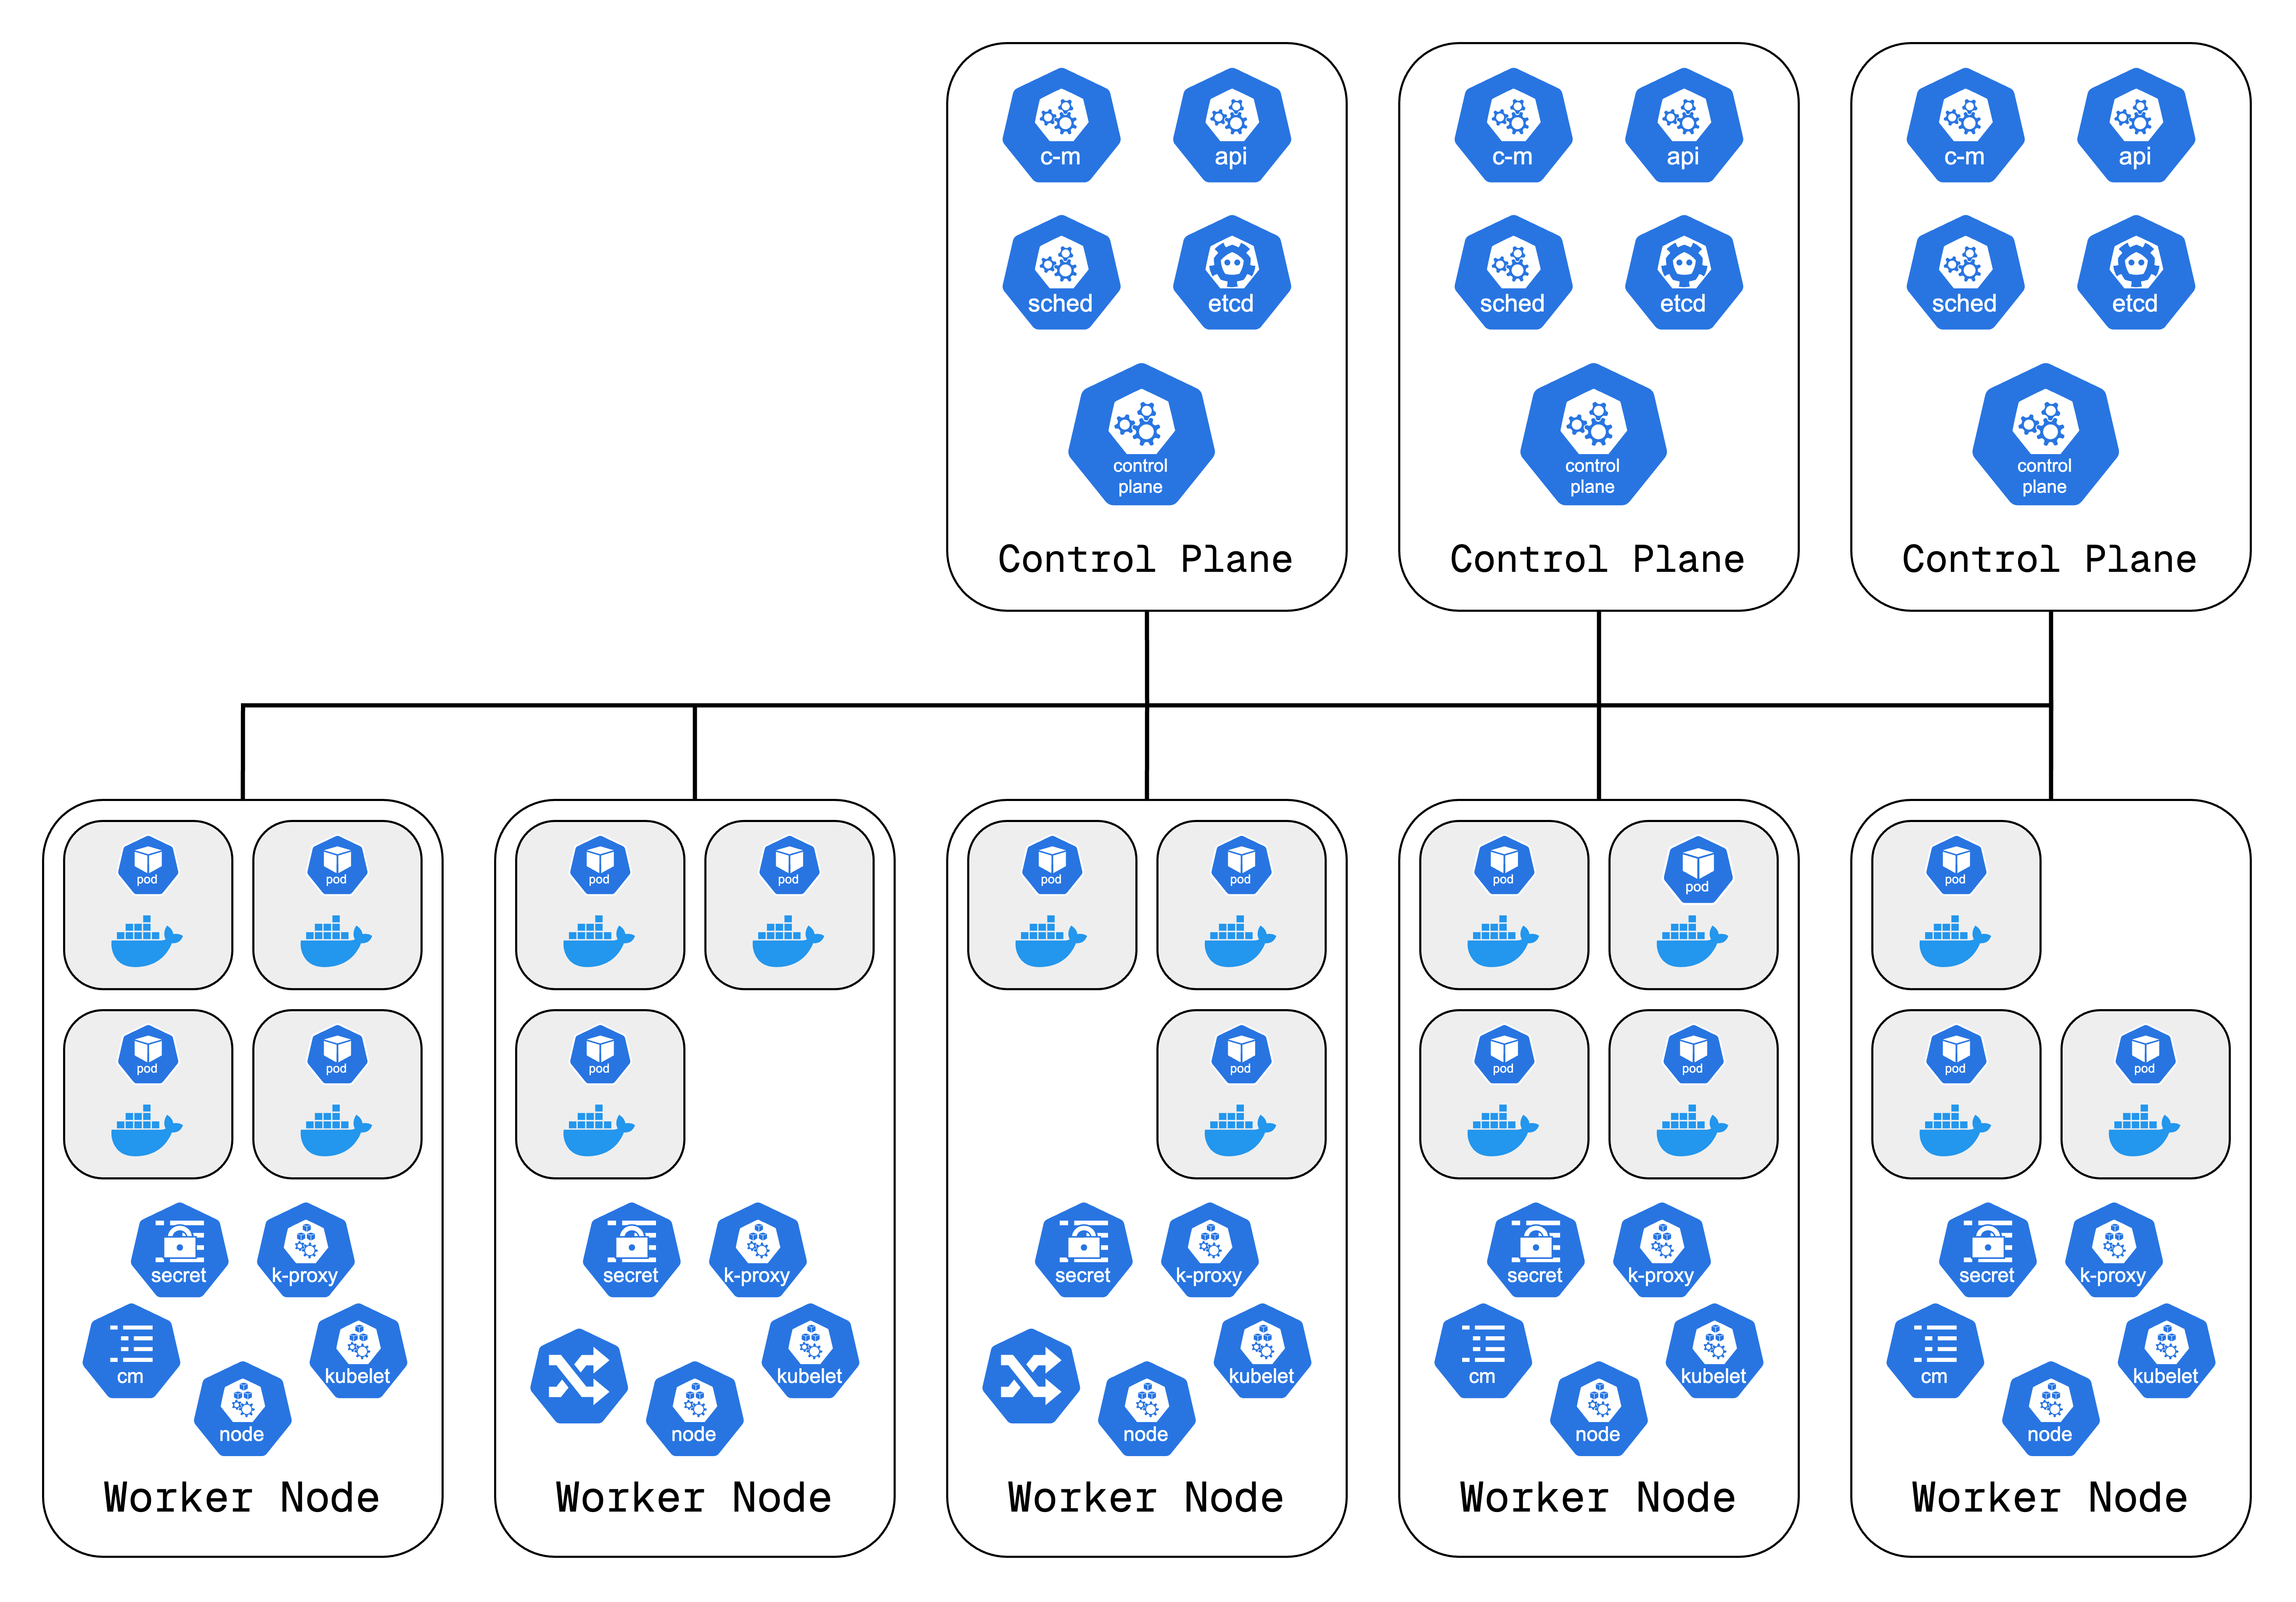 c-m api c-m api c-m api
sched etcd sched etcd sched etcd
control control control
plane plane plane
Control Plane Control Plane Control Plane
pod pod pod pod pod pod pod pod pod
pod pod pod pod pod pod pod pod
secret k-proxy secret k-proxy secret k-proxy secret k-proxy secret k-proxy
cm kubelet kubelet kubelet cm kubelet cm kubelet
node node node node node
Worker Node Worker Node Worker Node Worker Node Worker Node